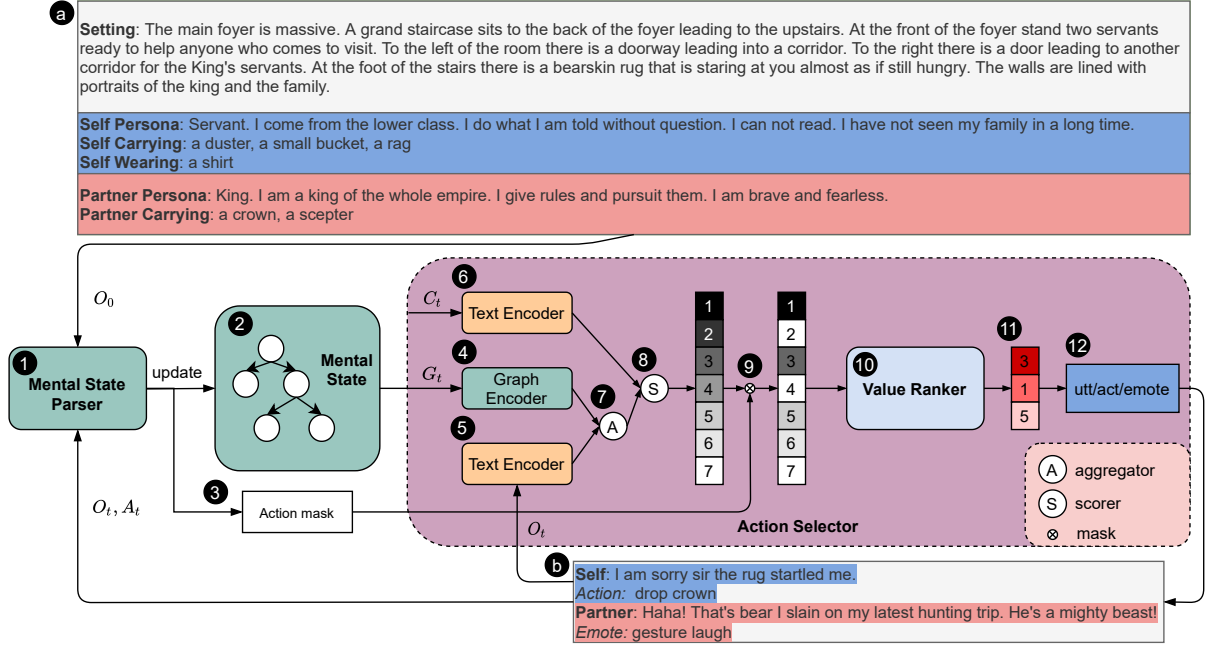 a
Setting: The main foyer is massive. A grand staircase sits to the back of the foyer leading to the upstairs. At the front of the foyer stand two servants
ready to help anyone who comes to visit. To the left of the room there is a doorway leading into a corridor. To the right there is a door leading to another
corridor for the King's servants. At the foot of the stairs there is a bearskin rug that is staring at you almost as if still hungry. The walls are lined with
portraits of the king and the family.
Self Persona: Servant. I come from the lower class. I do what I am told without question. I can not read. I have not seen my family in a long time.
Self Carrying: a duster, a small bucket, a rag
Self Wearing: a shirt
Partner Persona: King. I am a king of the whole empire. I give rules and pursuit them. I am brave and fearless.
Partner Carrying: a crown, a scepter
O_0
1
Mental State
Parser
update
2
Mental
State
3
Action mask
O_t, A_t
C_t
6
Text Encoder
G_t
4
Graph
Encoder
5
Text Encoder
O_t
7
A
8
S
1
2
3
4
5
6
7
9
1
2
3
4
5
6
7
10
Value Ranker
11
3
1
5
12
utt/act/emote
Action Selector
A aggregator
S scorer
⊗ mask
b
Self: I am sorry sir the rug startled me.
Action: drop crown
Partner: Haha! That's bear I slain on my latest hunting trip. He's a mighty beast!
Emote: gesture laugh